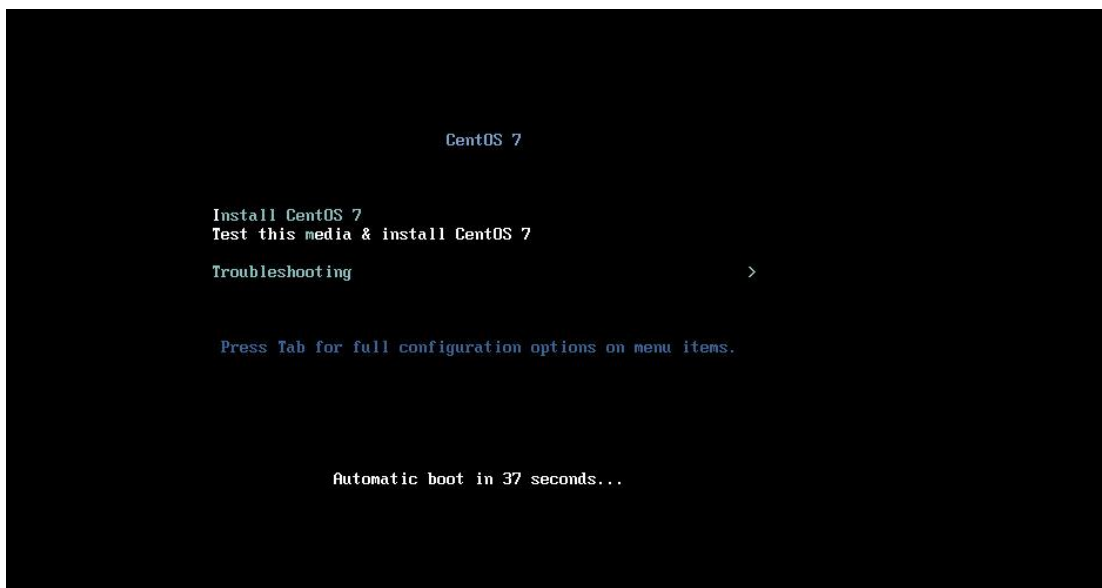 CentOS 7
Install CentOS 7
Test this media & install CentOS 7
Troubleshooting >
Press Tab for full configuration options on menu items.
Automatic boot in 37 seconds...